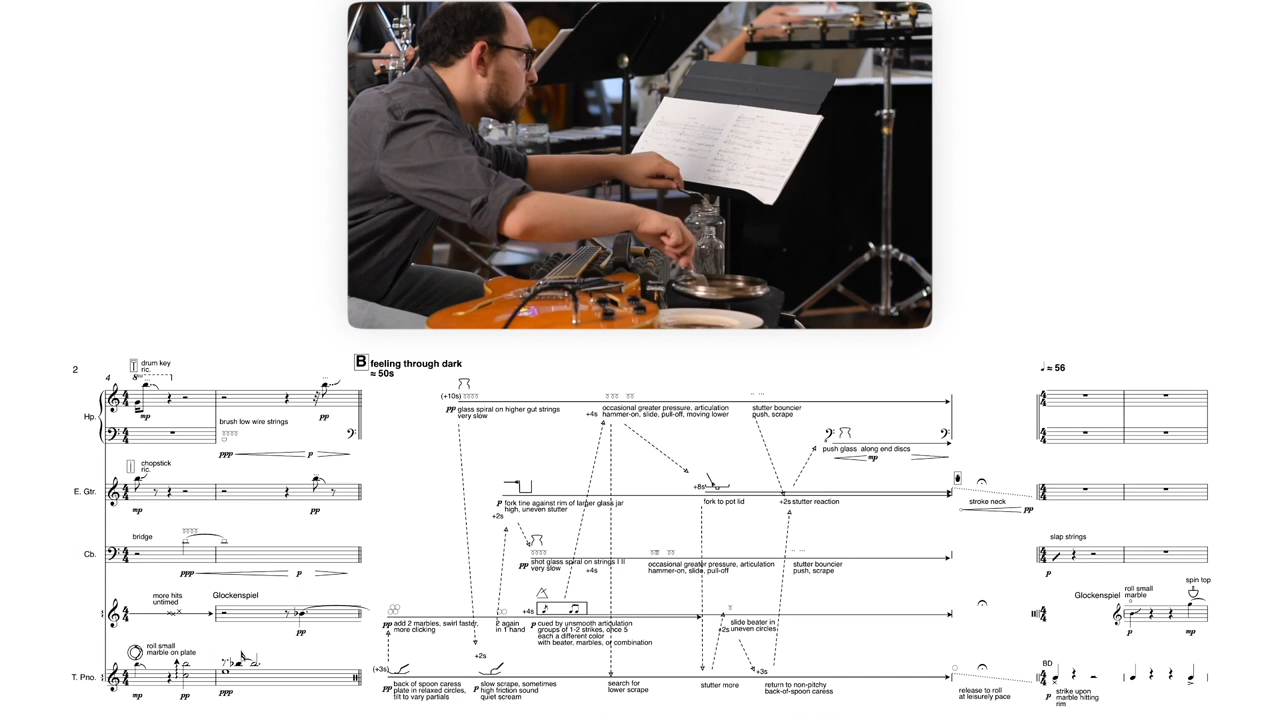 2
4
drum key
ric.
8va
B feeling through dark
≈ 50s
♩ = 56
Hp.
mp
pp
brush low wire strings
ppp
p
(+10s)
pp glass spiral on higher gut strings
very slow
+4s
occasional greater pressure, articulation
hammer-on, slide, pull-off, moving lower
stutter bouncier
push, scrape
push glass along end discs
mp
chopstick
ric.
E. Gtr.
mp
pp
p fork tine against rim of larger glass jar
high, uneven stutter
+2s
+8s
fork to pot lid
+2s stutter reaction
stroke neck
pp
Cb.
bridge
ppp
p
pp shot glass spiral on strings I II
very slow
+4s
occasional greater pressure, articulation
hammer-on, slide, pull-off
stutter bouncier
push, scrape
slap strings
p
more hits
untimed
Glockenspiel
pp
pp add 2 marbles, swirl faster,
more clicking
2 again
in 1 hand
+4s
p cued by unsmooth articulation
groups of 1-2 strikes, once 5
each a different color
with beater, marbles, or combination
+2s
slide beater in
uneven circles
Glockenspiel
roll small
marble
spin top
p
mp
T. Pno.
roll small
marble on plate
mp
pp
ppp
(+3s)
pp back of spoon caress
plate in relaxed circles,
tilt to vary partials
+2s
p slow scrape, sometimes
high friction sound
quiet scream
search for
lower scrape
stutter more
+3s
return to non-pitchy
back-of-spoon caress
release to roll
at leisurely pace
BD
p strike upon
marble hitting
rim